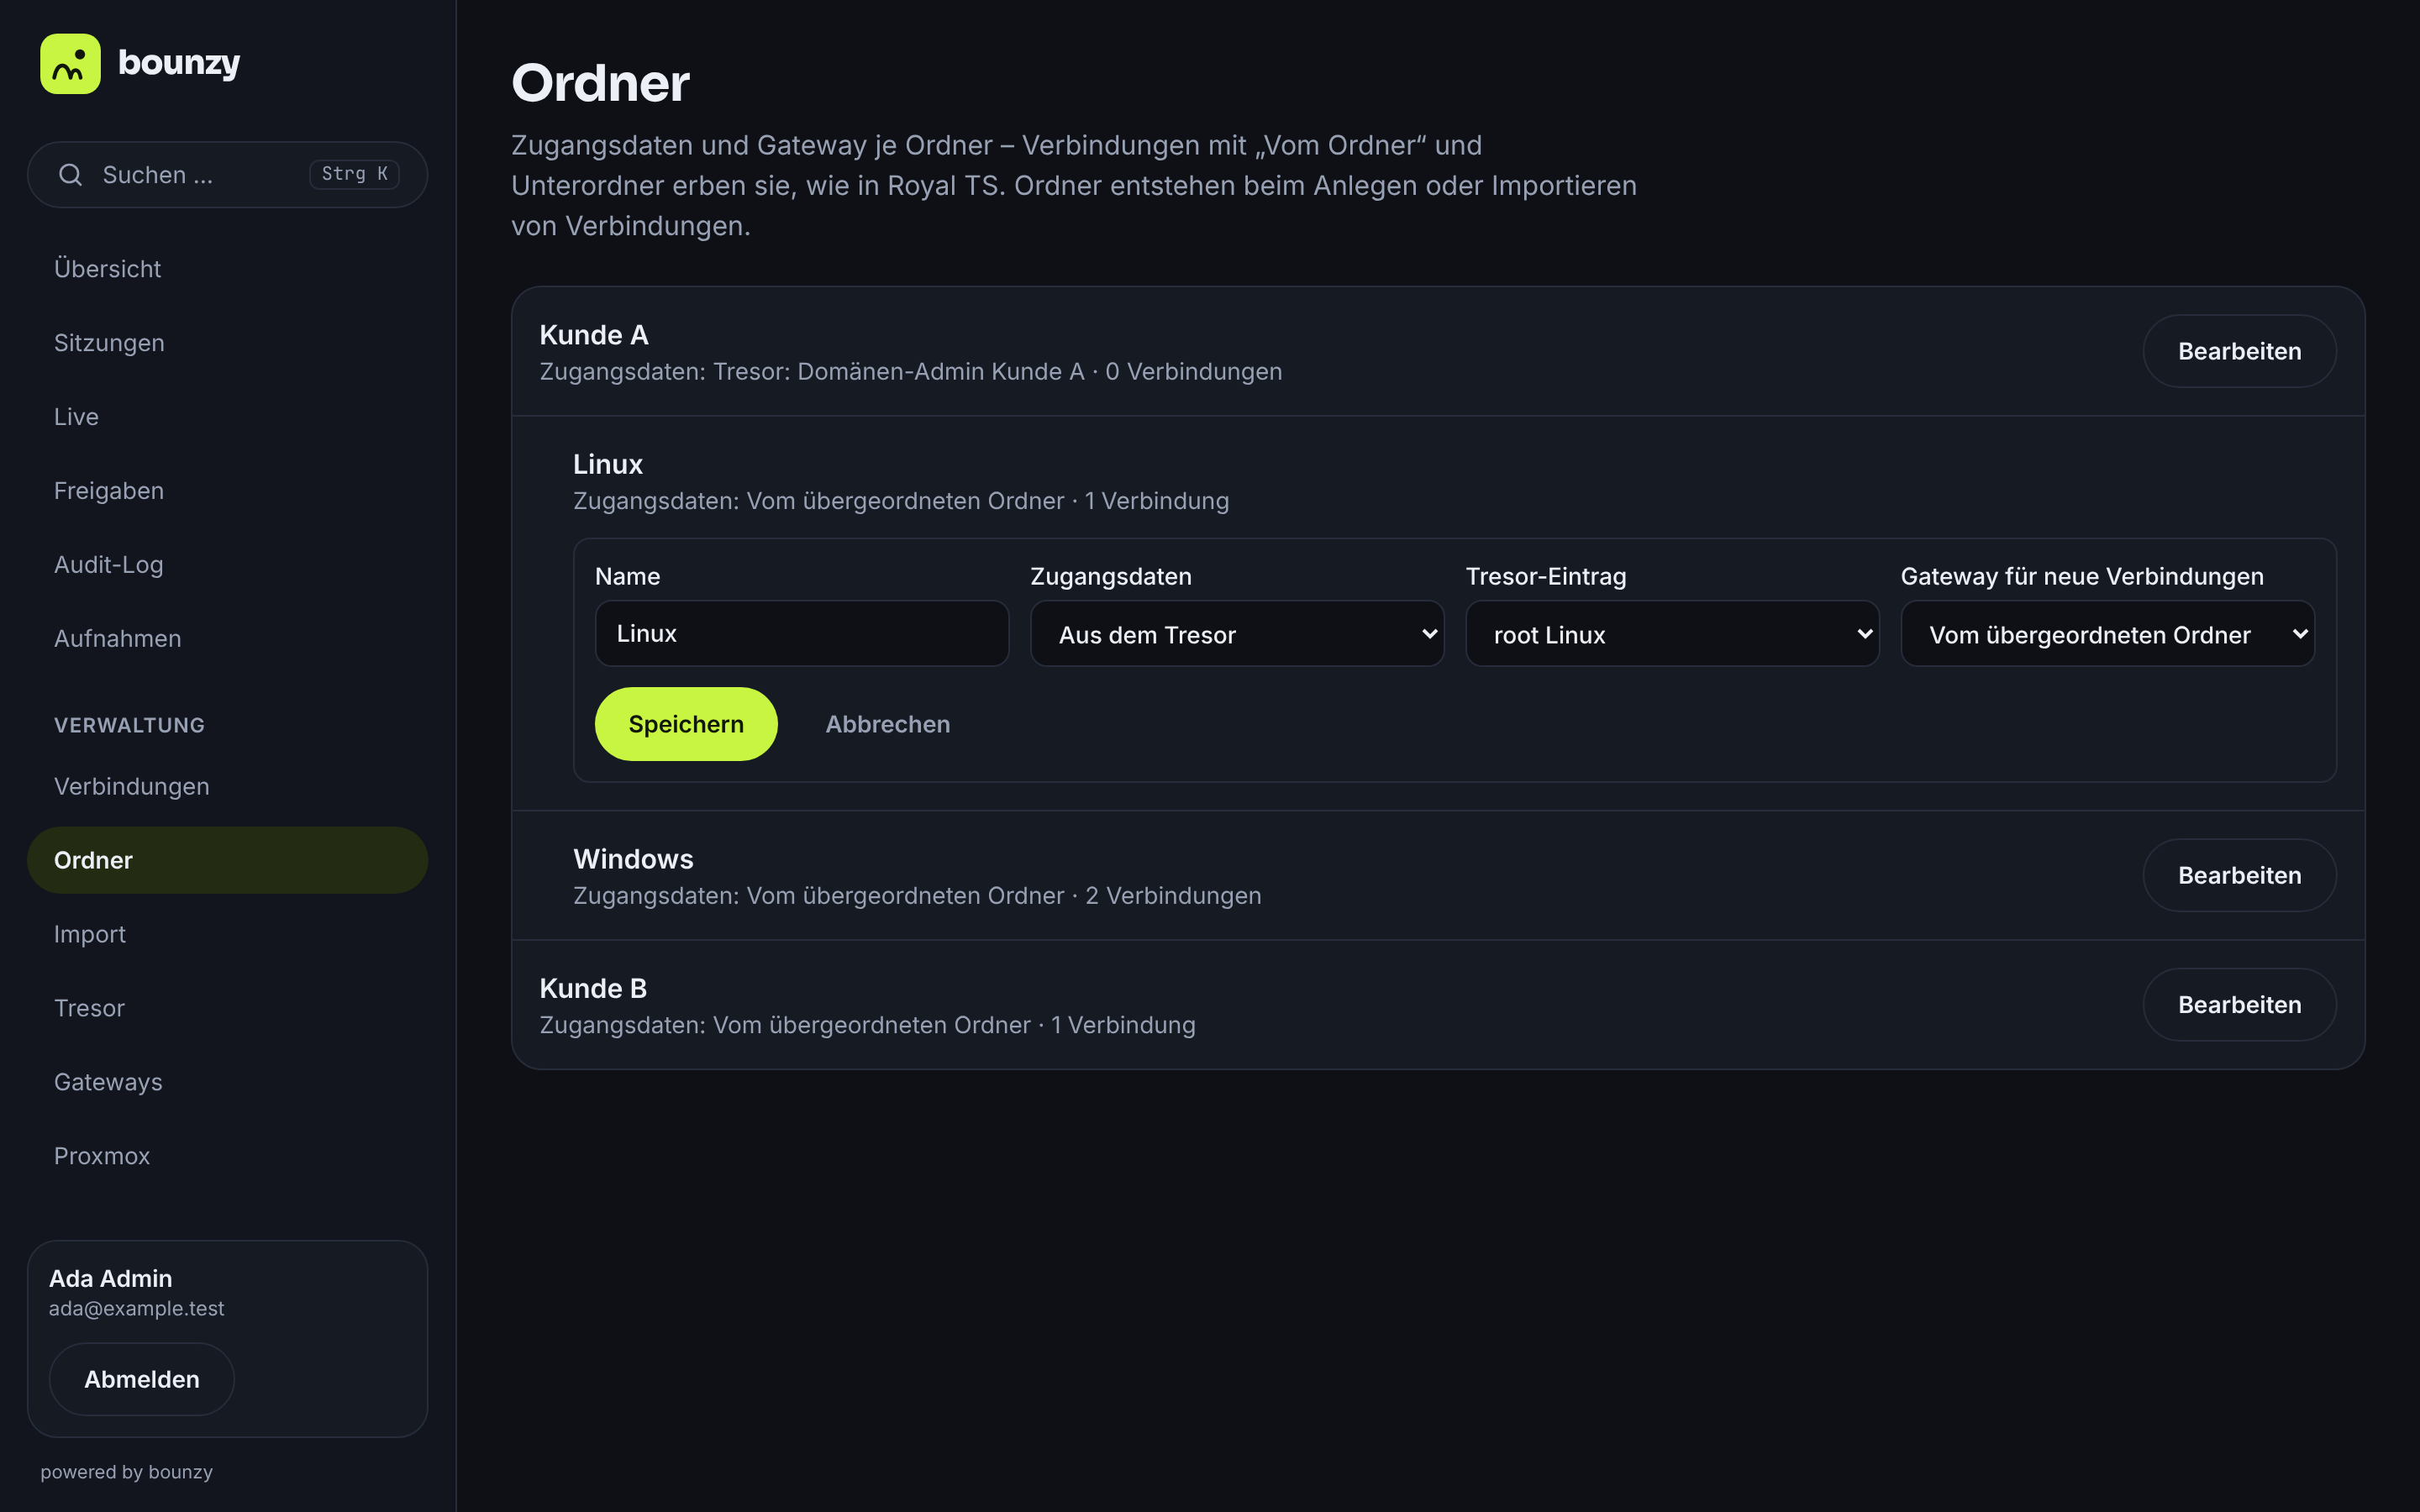 bounzy
Suchen ...
Strg K
Übersicht
Sitzungen
Live
Freigaben
Audit-Log
Aufnahmen
VERWALTUNG
Verbindungen
Ordner
Import
Tresor
Gateways
Proxmox
Ada Admin
ada@example.test
Abmelden
powered by bounzy
Ordner
Zugangsdaten und Gateway je Ordner – Verbindungen mit „Vom Ordner“ und
Unterordner erben sie, wie in Royal TS. Ordner entstehen beim Anlegen oder Importieren
von Verbindungen.
Kunde A
Zugangsdaten: Tresor: Domänen-Admin Kunde A · 0 Verbindungen
Bearbeiten
Linux
Zugangsdaten: Vom übergeordneten Ordner · 1 Verbindung
Name
Linux
Zugangsdaten
Aus dem Tresor
Tresor-Eintrag
root Linux
Gateway für neue Verbindungen
Vom übergeordneten Ordner
Speichern
Abbrechen
Windows
Zugangsdaten: Vom übergeordneten Ordner · 2 Verbindungen
Bearbeiten
Kunde B
Zugangsdaten: Vom übergeordneten Ordner · 1 Verbindung
Bearbeiten